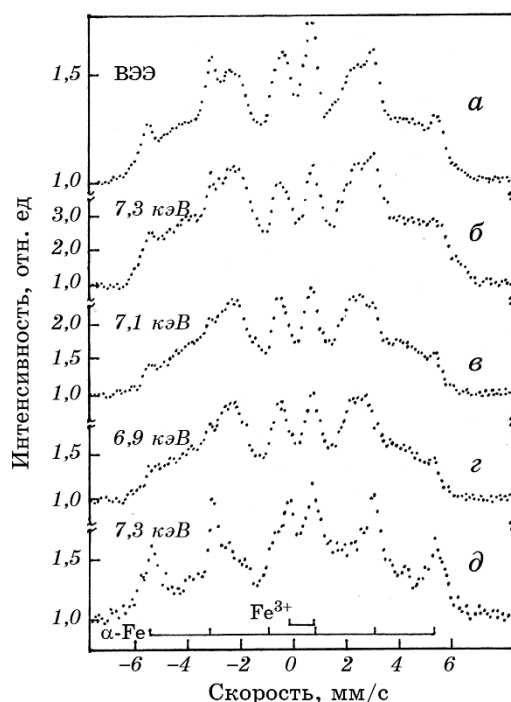 ВЭЭ
1,5
а
1,0
7,3 кэВ
3,0
б
2,0
1,0
7,1 кэВ
2,0
1,5
в
1,0
6,9 кэВ
1,5
г
1,0
7,3 кэВ
1,5
д
Fe3+
1,0
α-Fe
−6 −4 −2 0 2 4 6
Скорость, мм/с
Интенсивность, отн. ед